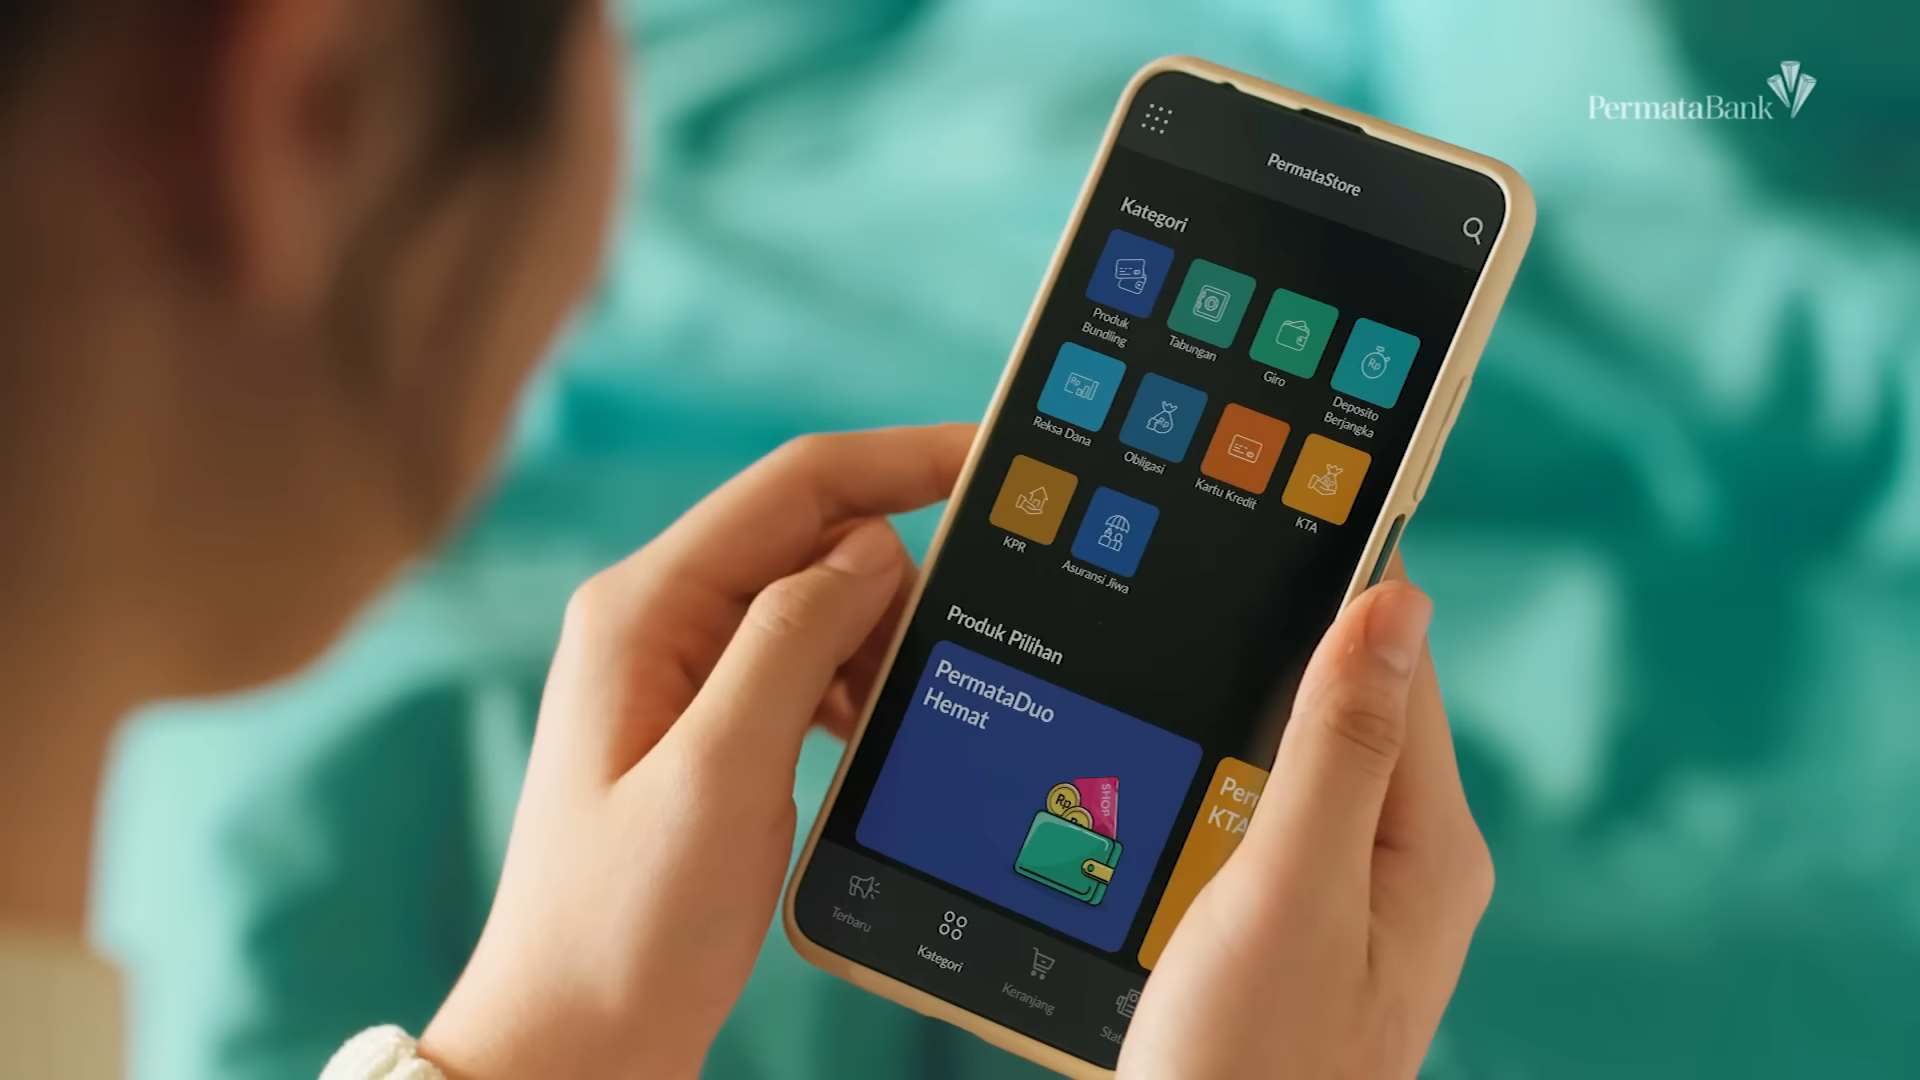 PermataBank
PermataStore
Kategori
Produk
Bundling
Tabungan
Giro
Deposito
Berjangka
Reksa Dana
Obligasi
Kartu Kredit
KTA
KPR
Asuransi Jiwa
Produk Pilihan
PermataDuo
Hemat
SHOP
Rp
KTA
Terbaru
Kategori
Keranjang